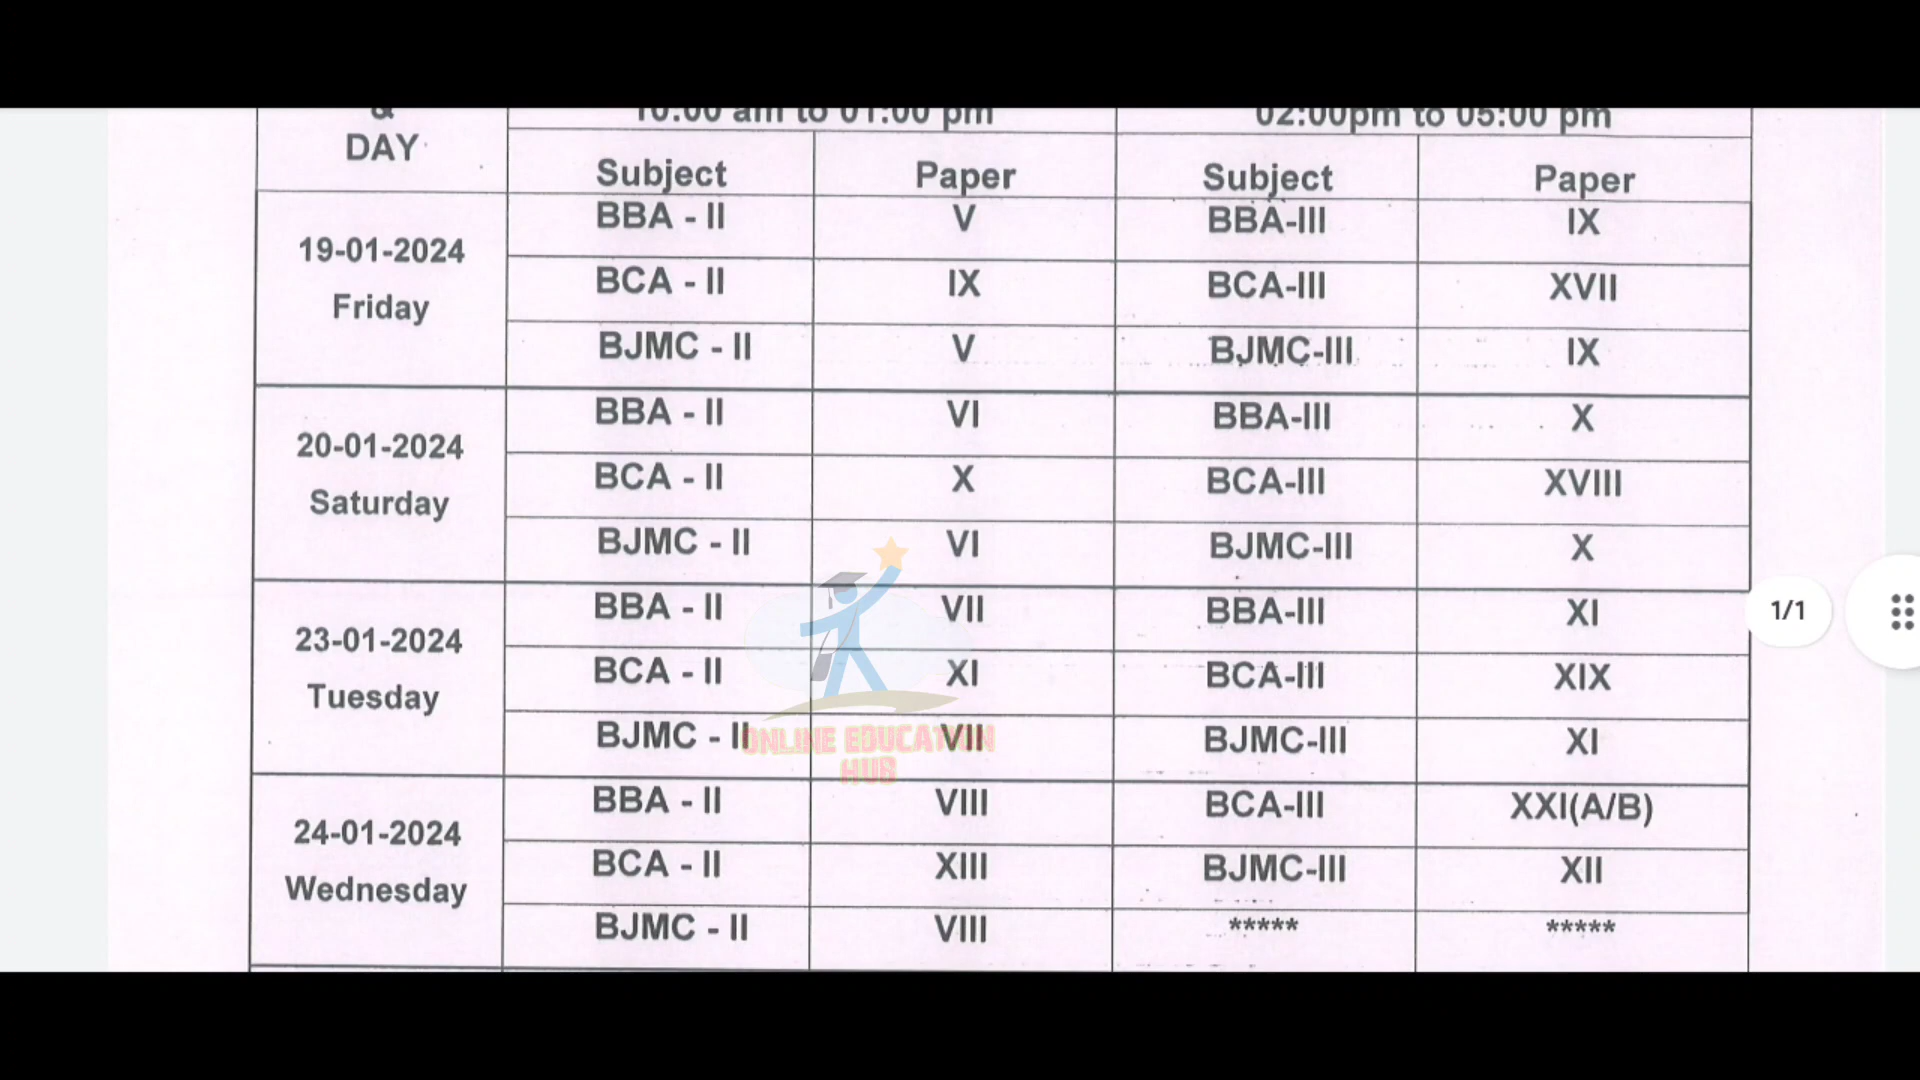 &
DAY
10:00 am to 01:00 pm
02:00pm to 05:00 pm
Subject Paper Subject Paper
19-01-2024
Friday
BBA - II V BBA-III IX
BCA - II IX BCA-III XVII
BJMC - II V BJMC-III IX
20-01-2024
Saturday
BBA - II VI BBA-III X
BCA - II X BCA-III XVIII
BJMC - II VI BJMC-III X
23-01-2024
Tuesday
BBA - II VII BBA-III XI
BCA - II XI BCA-III XIX
BJMC - II VII BJMC-III XI
24-01-2024
Wednesday
BBA - II VIII BCA-III XXI(A/B)
BCA - II XIII BJMC-III XII
BJMC - II VIII ***** *****
ONLINE EDUCATION
HUB
1/1